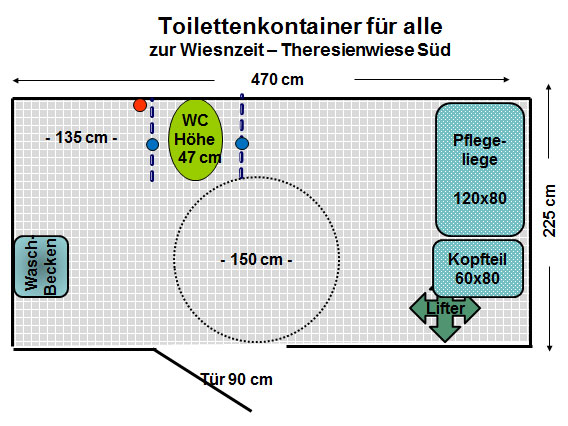 Toilettenkontainer für alle
zur Wiesnzeit – Theresienwiese Süd
470 cm
- 135 cm -
WC
Höhe
47 cm
Pflege-
liege
120x80
225 cm
Wasch-
Becken
- 150 cm -
Kopfteil
60x80
Lifter
Tür 90 cm